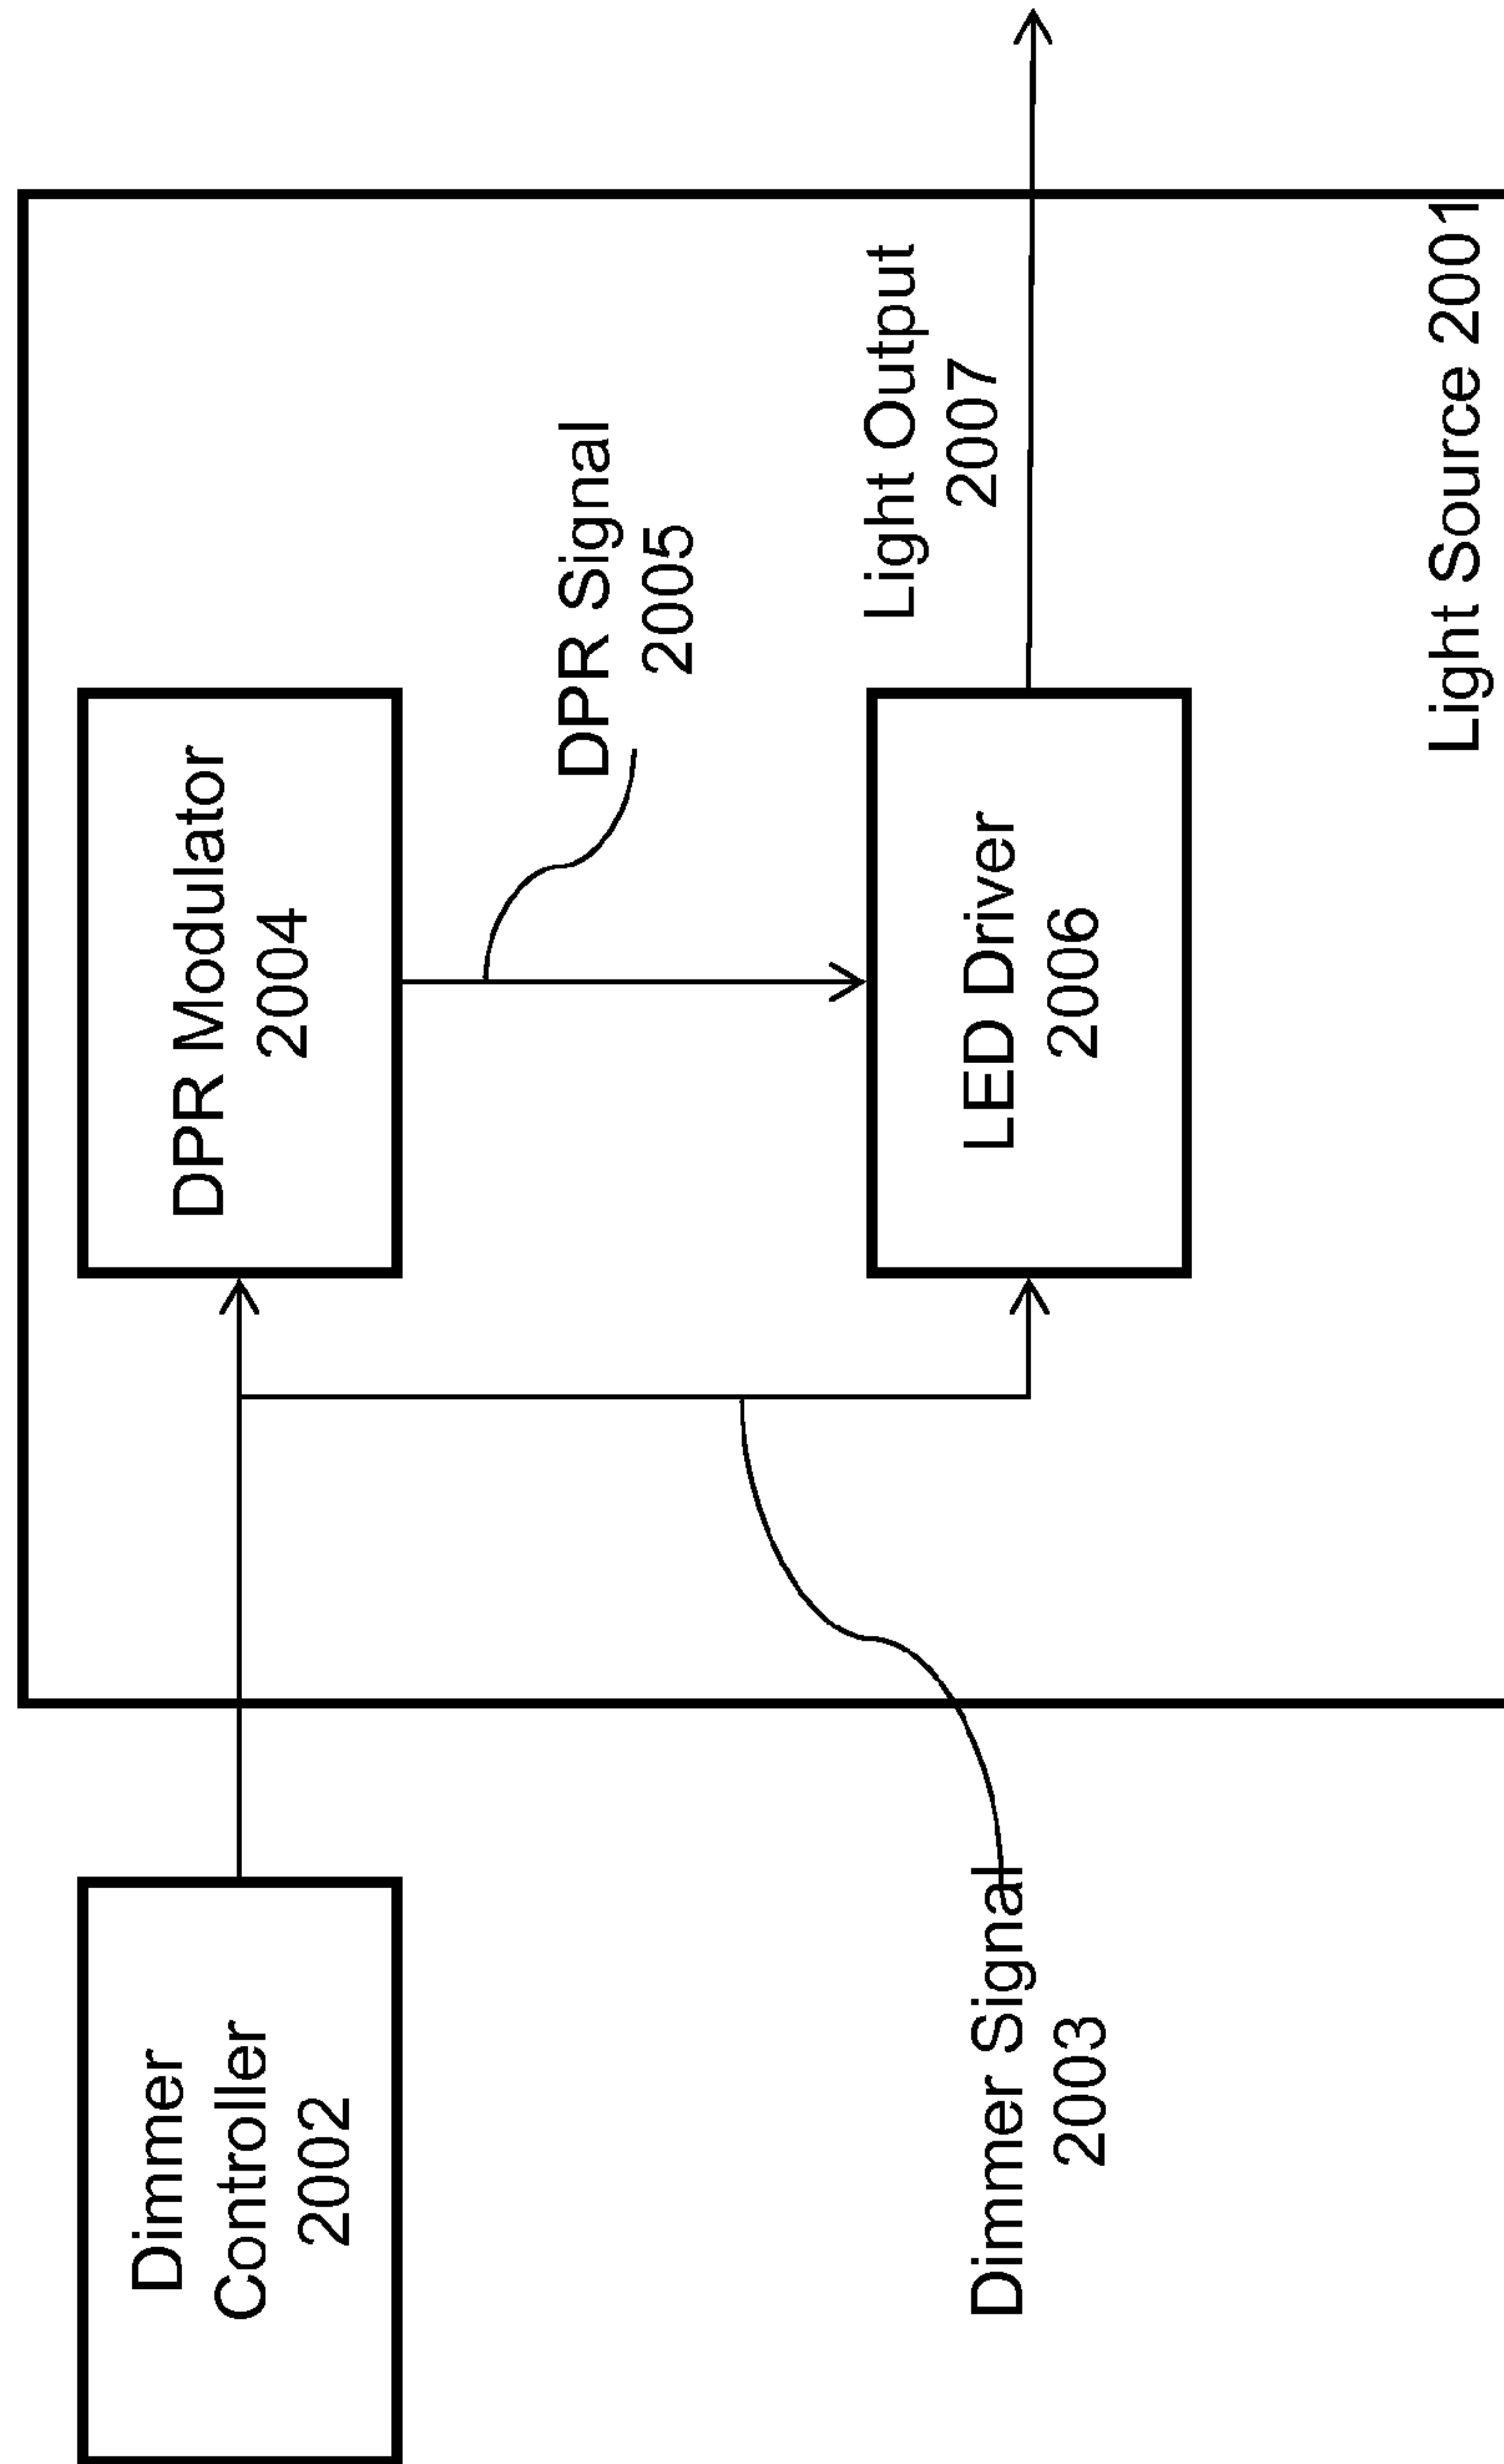 Dimmer
Controller
2002
DPR Modulator
2004
DPR Signal
2005
Dimmer Signal
2003
LED Driver
2006
Light Output
2007
Light Source 2001